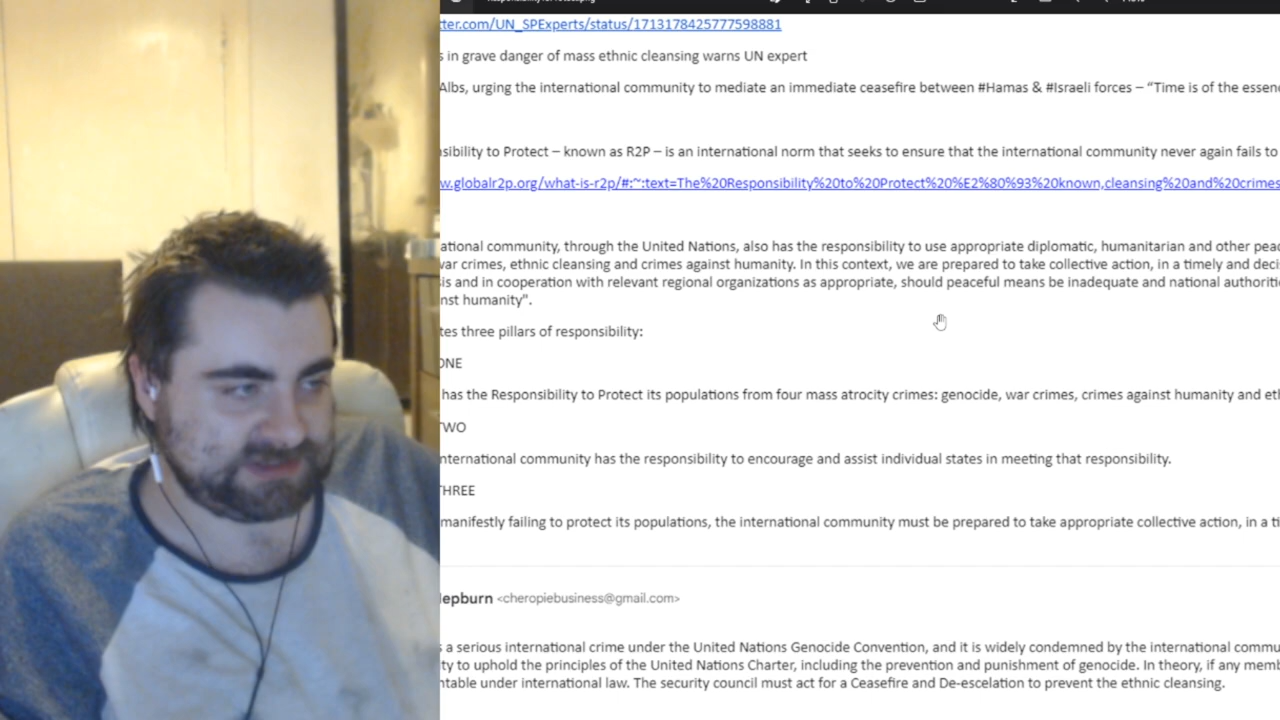 tter.com/UN_SPExperts/status/1713178425777598881
s in grave danger of mass ethnic cleansing warns UN expert
Albs, urging the international community to mediate an immediate ceasefire between #Hamas & #Israeli forces – “Time is of the essenc
nsibility to Protect – known as R2P – is an international norm that seeks to ensure that the international community never again fails to
w.globalr2p.org/what-is-r2p/#:~:text=The%20Responsibility%20to%20Protect%20%E2%80%93%20known,cleansing%20and%20crimes
ational community, through the United Nations, also has the responsibility to use appropriate diplomatic, humanitarian and other peac
war crimes, ethnic cleansing and crimes against humanity. In this context, we are prepared to take collective action, in a timely and deci
sis and in cooperation with relevant regional organizations as appropriate, should peaceful means be inadequate and national authoriti
nst humanity".
tes three pillars of responsibility:
ONE
has the Responsibility to Protect its populations from four mass atrocity crimes: genocide, war crimes, crimes against humanity and eth
TWO
nternational community has the responsibility to encourage and assist individual states in meeting that responsibility.
THREE
manifestly failing to protect its populations, the international community must be prepared to take appropriate collective action, in a ti
epburn <cheropiebusiness@gmail.com>
s a serious international crime under the United Nations Genocide Convention, and it is widely condemned by the international commu
ty to uphold the principles of the United Nations Charter, including the prevention and punishment of genocide. In theory, if any memb
ntable under international law. The security council must act for a Ceasefire and De-escelation to prevent the ethnic cleansing.